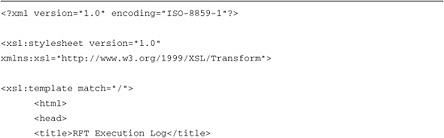 <?xml version="1.0" encoding="ISO-8859-1"?>
<xsl:stylesheet version="1.0"
xmlns:xsl="http://www.w3.org/1999/XSL/Transform">
<xsl:template match="/">
<html>
<head>
<title>RFT Execution Log</title>